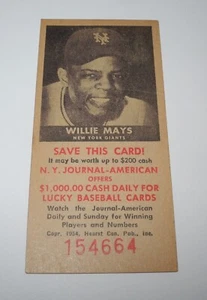 NY
WILLIE MAYS
NEW YORK GIANTS
SAVE THIS CARD!
It may be worth up to $200 cash
N. Y. JOURNAL-AMERICAN
OFFERS
$1,000.00 CASH DAILY FOR
LUCKY BASEBALL CARDS
Watch the Journal-American
Daily and Sunday for Winning
Players and Numbers
Copr. 1954, Hearst Con. Pub., Inc.
154664